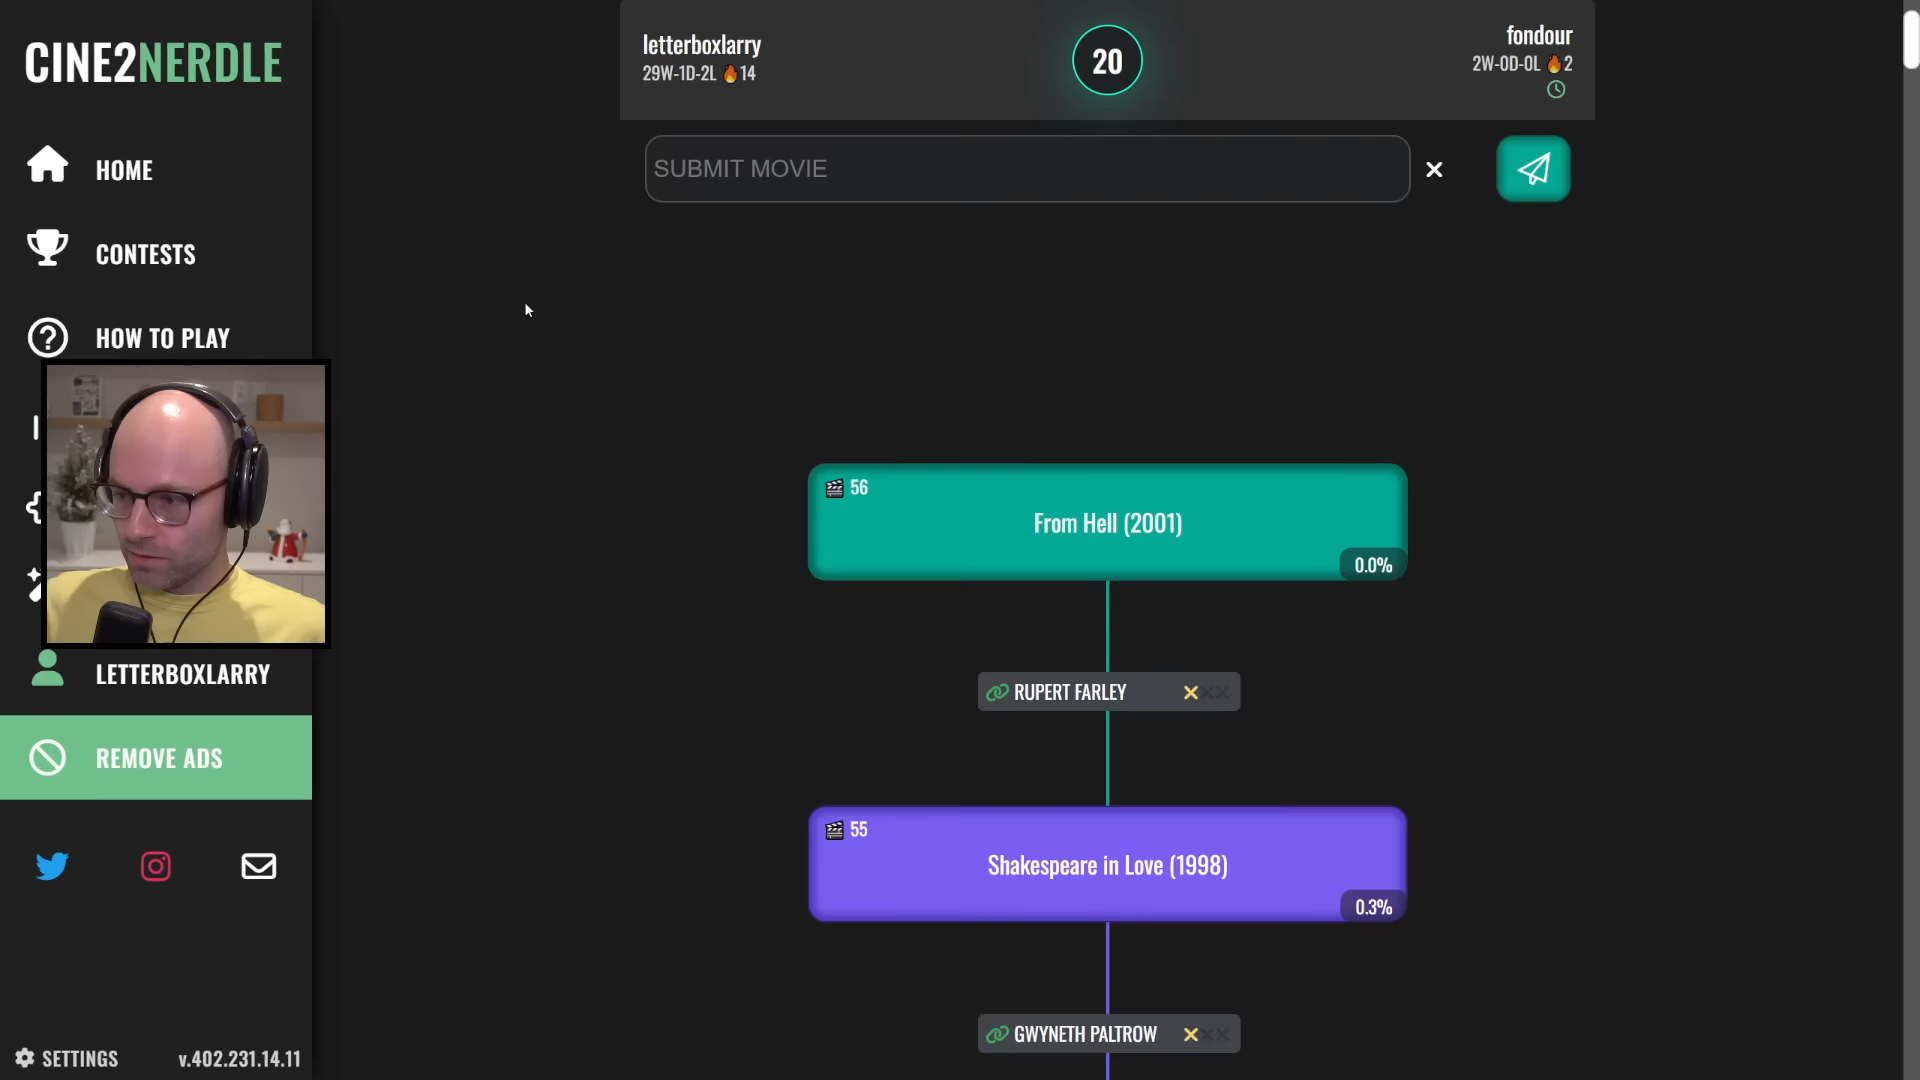 CINE2NERDLE
HOME
CONTESTS
HOW TO PLAY
LETTERBOXLARRY
REMOVE ADS
SETTINGS
v.402.231.14.11
letterboxlarry
29W-1D-2L 🔥14
20
fondour
2W-0D-0L 🔥2
SUBMIT MOVIE
56
From Hell (2001)
0.0%
RUPERT FARLEY
55
Shakespeare in Love (1998)
0.3%
GWYNETH PALTROW